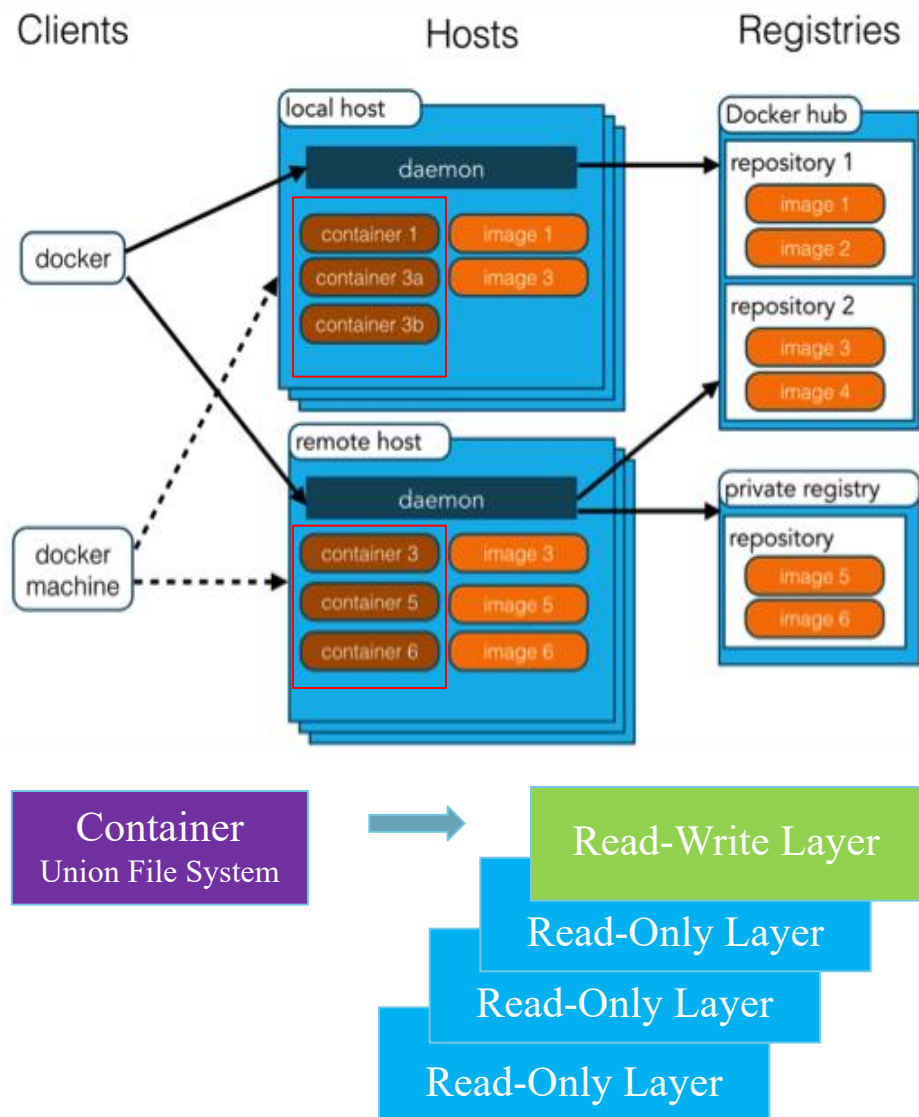 Clients
Hosts
Registries
local host
daemon
container 1
image 1
container 3a
image 3
container 3b
docker
remote host
daemon
container 3
image 3
container 5
image 5
container 6
image 6
docker
machine
Docker hub
repository 1
image 1
image 2
repository 2
image 3
image 4
private registry
repository
image 5
image 6
Container
Union File System
Read-Write Layer
Read-Only Layer
Read-Only Layer
Read-Only Layer